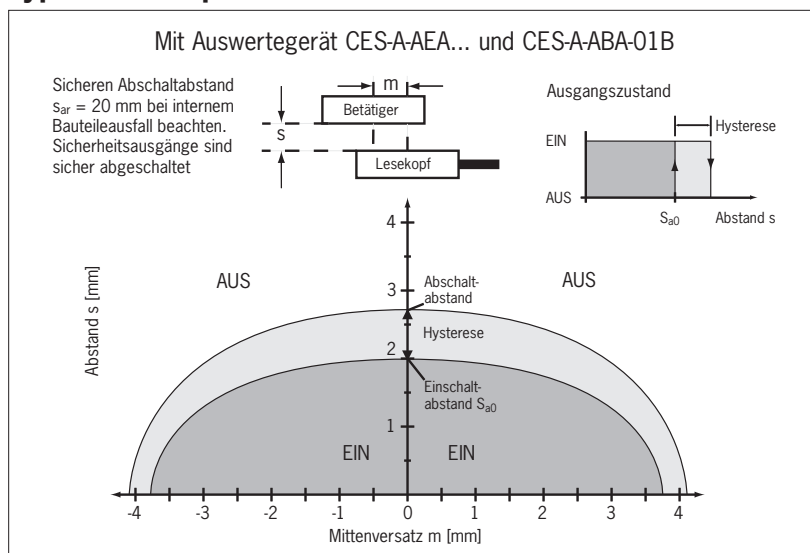 Mit Auswertegerät CES-A-AEA... und CES-A-ABA-01B
Sicheren Abschaltabstand
sar = 20 mm bei internem
Bauteileausfall beachten.
Sicherheitsausgänge sind
sicher abgeschaltet
m
Betätiger
s
Lesekopf
Ausgangszustand
Hysterese
EIN
AUS
Sa0
Abstand s
Abstand s [mm]
4
3
2
1
AUS
AUS
Abschalt-
abstand
Hysterese
Einschalt-
abstand Sa0
EIN
EIN
-4 -3 -2 -1 0 1 2 3 4
Mittenversatz m [mm]